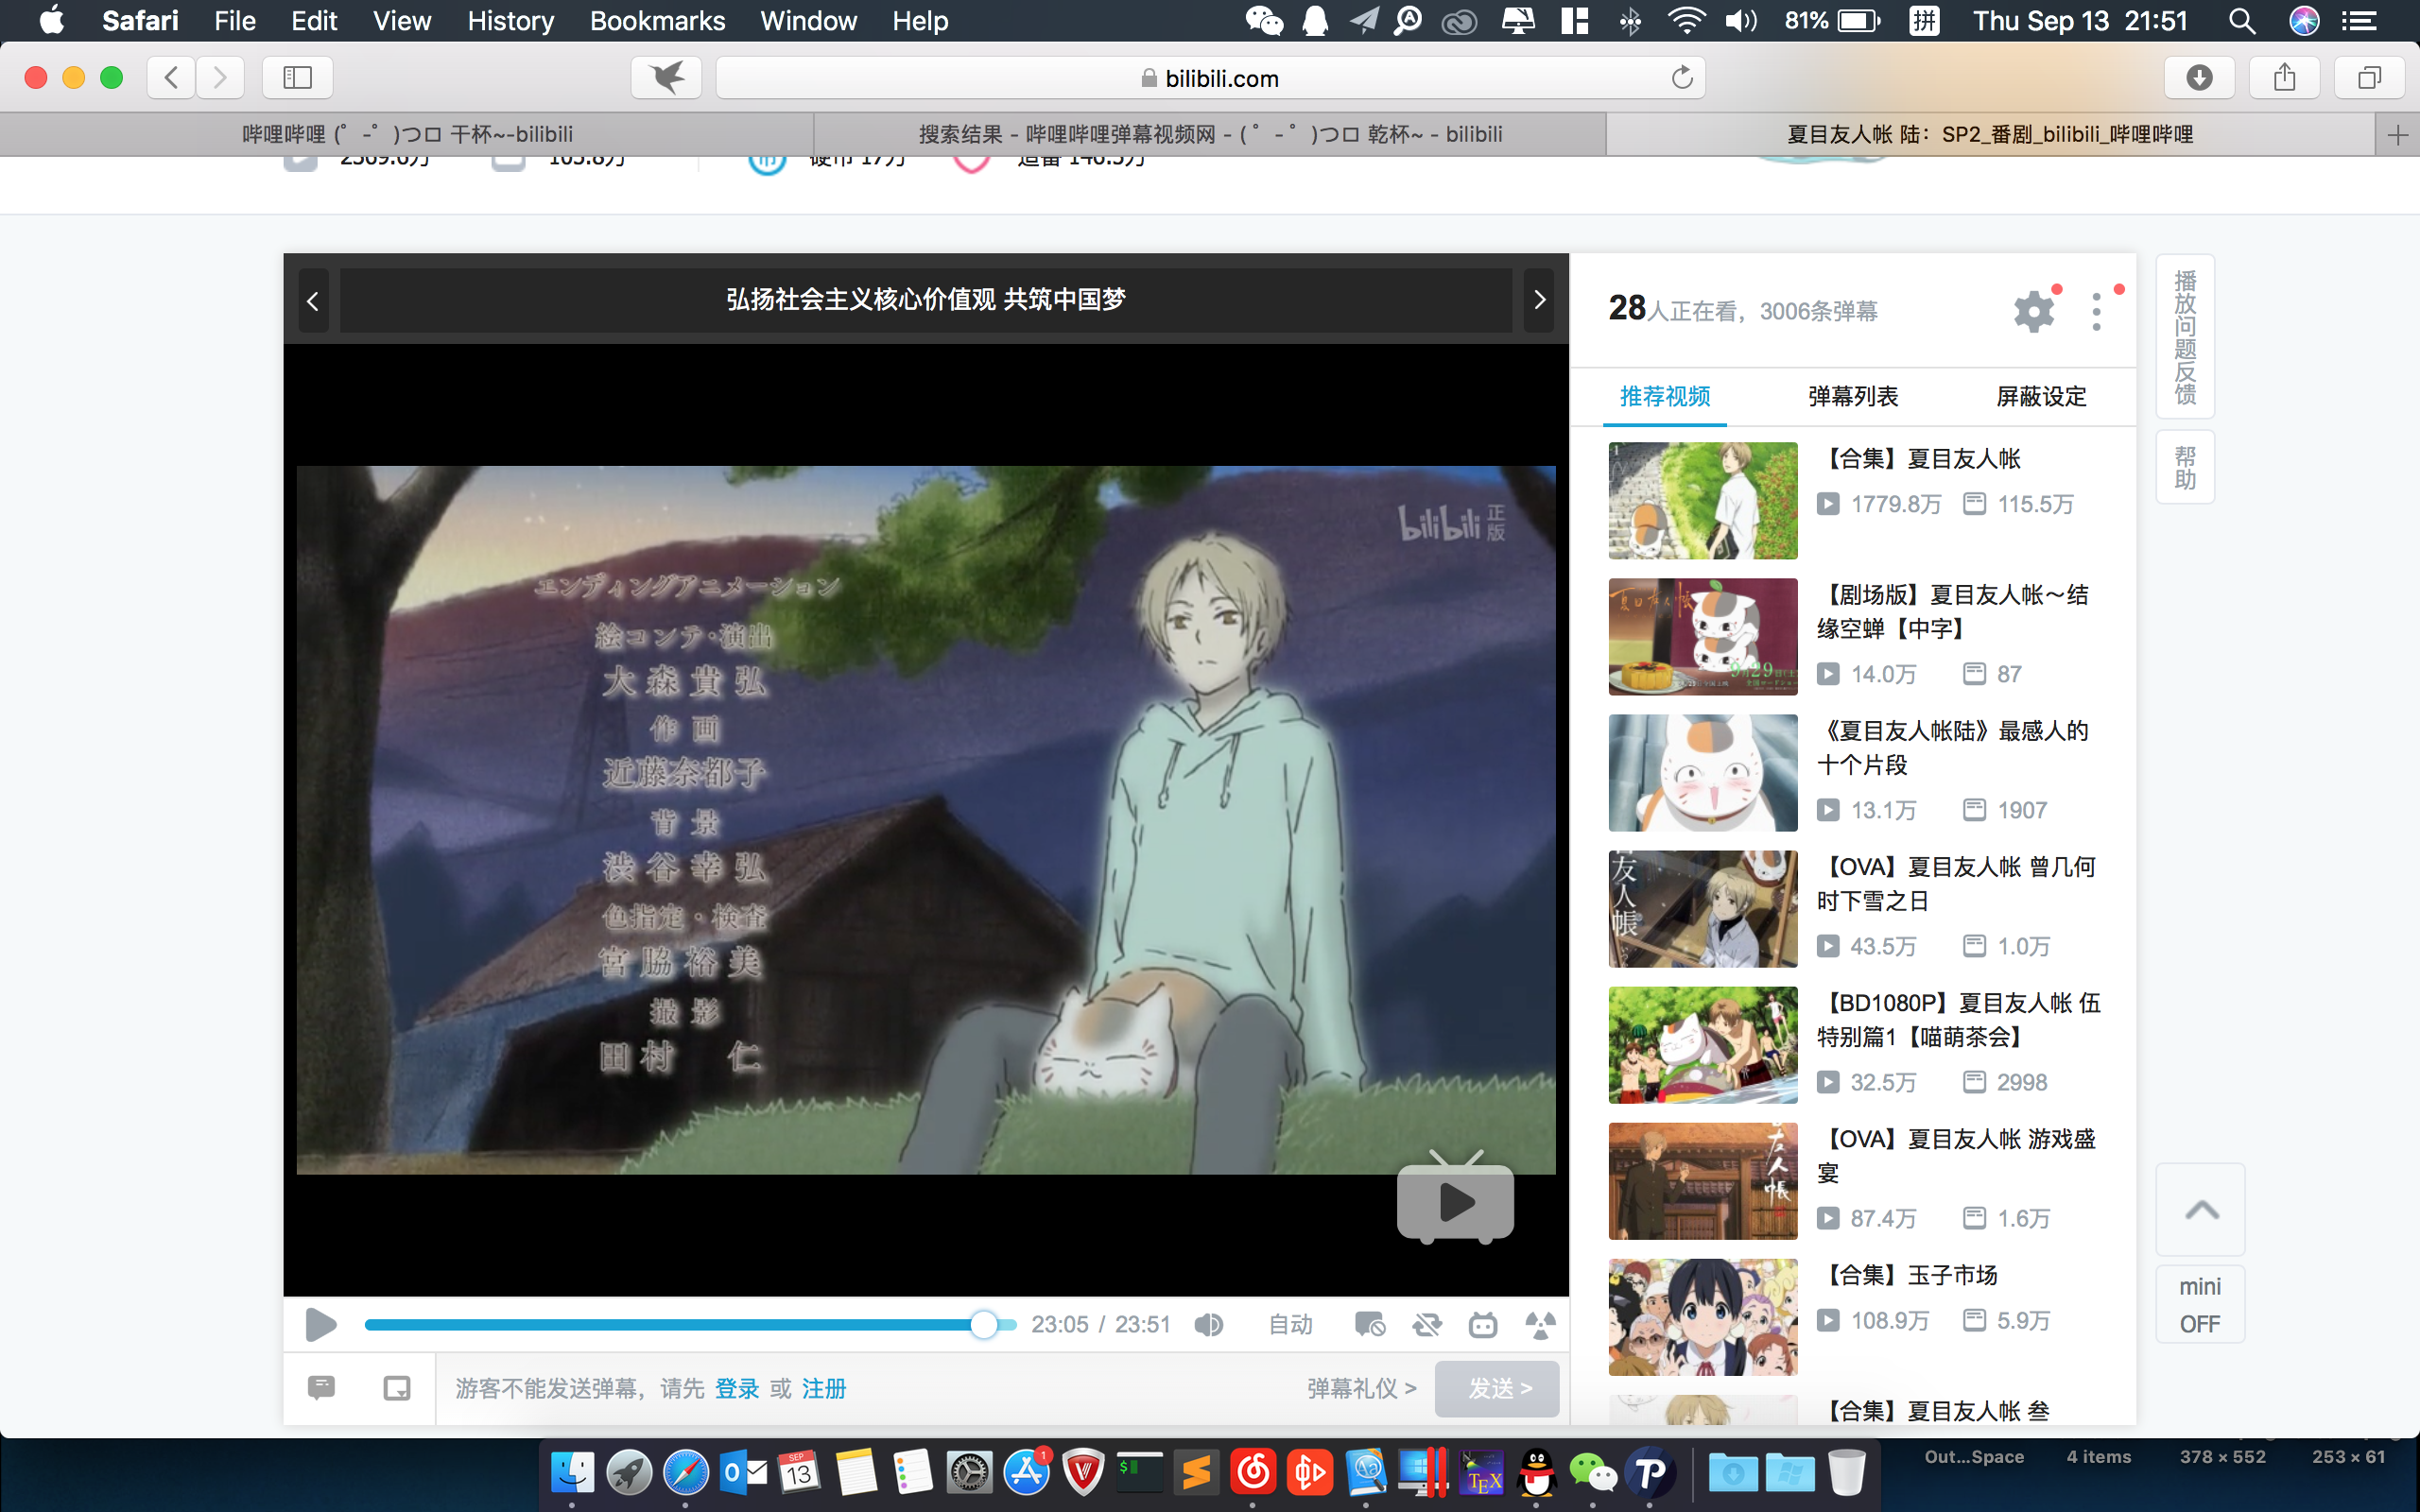 Safari File Edit View History Bookmarks Window Help 81% 拼 Thu Sep 13 21:51
bilibili.com
哔哩哔哩 (゜-゜)つロ 干杯~-bilibili
搜索结果 - 哔哩哔哩弹幕视频网 - ( ゜- ゜)つロ 乾杯~ - bilibili
夏目友人帐 陆：SP2_番剧_bilibili_哔哩哔哩
硬币 17万
弘扬社会主义核心价值观 共筑中国梦
bilibili 正版
エンディングアニメーション
絵コンテ・演出
大森貴弘
作画
近藤奈都子
背景
渋谷幸弘
色指定・検査
宮脇裕美
撮影
田村 仁
23:05 / 23:51
自动
游客不能发送弹幕，请先 登录 或 注册
弹幕礼仪 >
发送 >
28人正在看，3006条弹幕
推荐视频 弹幕列表 屏蔽设定
【合集】夏目友人帐
1779.8万 115.5万
【剧场版】夏目友人帐～结
缘空蝉【中字】
14.0万 87
《夏目友人帐陆》最感人的
十个片段
13.1万 1907
【OVA】夏目友人帐 曾几何
时下雪之日
43.5万 1.0万
【BD1080P】夏目友人帐 伍
特别篇1【喵萌茶会】
32.5万 2998
【OVA】夏目友人帐 游戏盛
宴
87.4万 1.6万
【合集】玉子市场
108.9万 5.9万
【合集】夏目友人帐 叁
播放问题反馈
帮助
mini
OFF
SEP
13
1
TEX
Out...Space 4 items 378 × 552 253 × 61